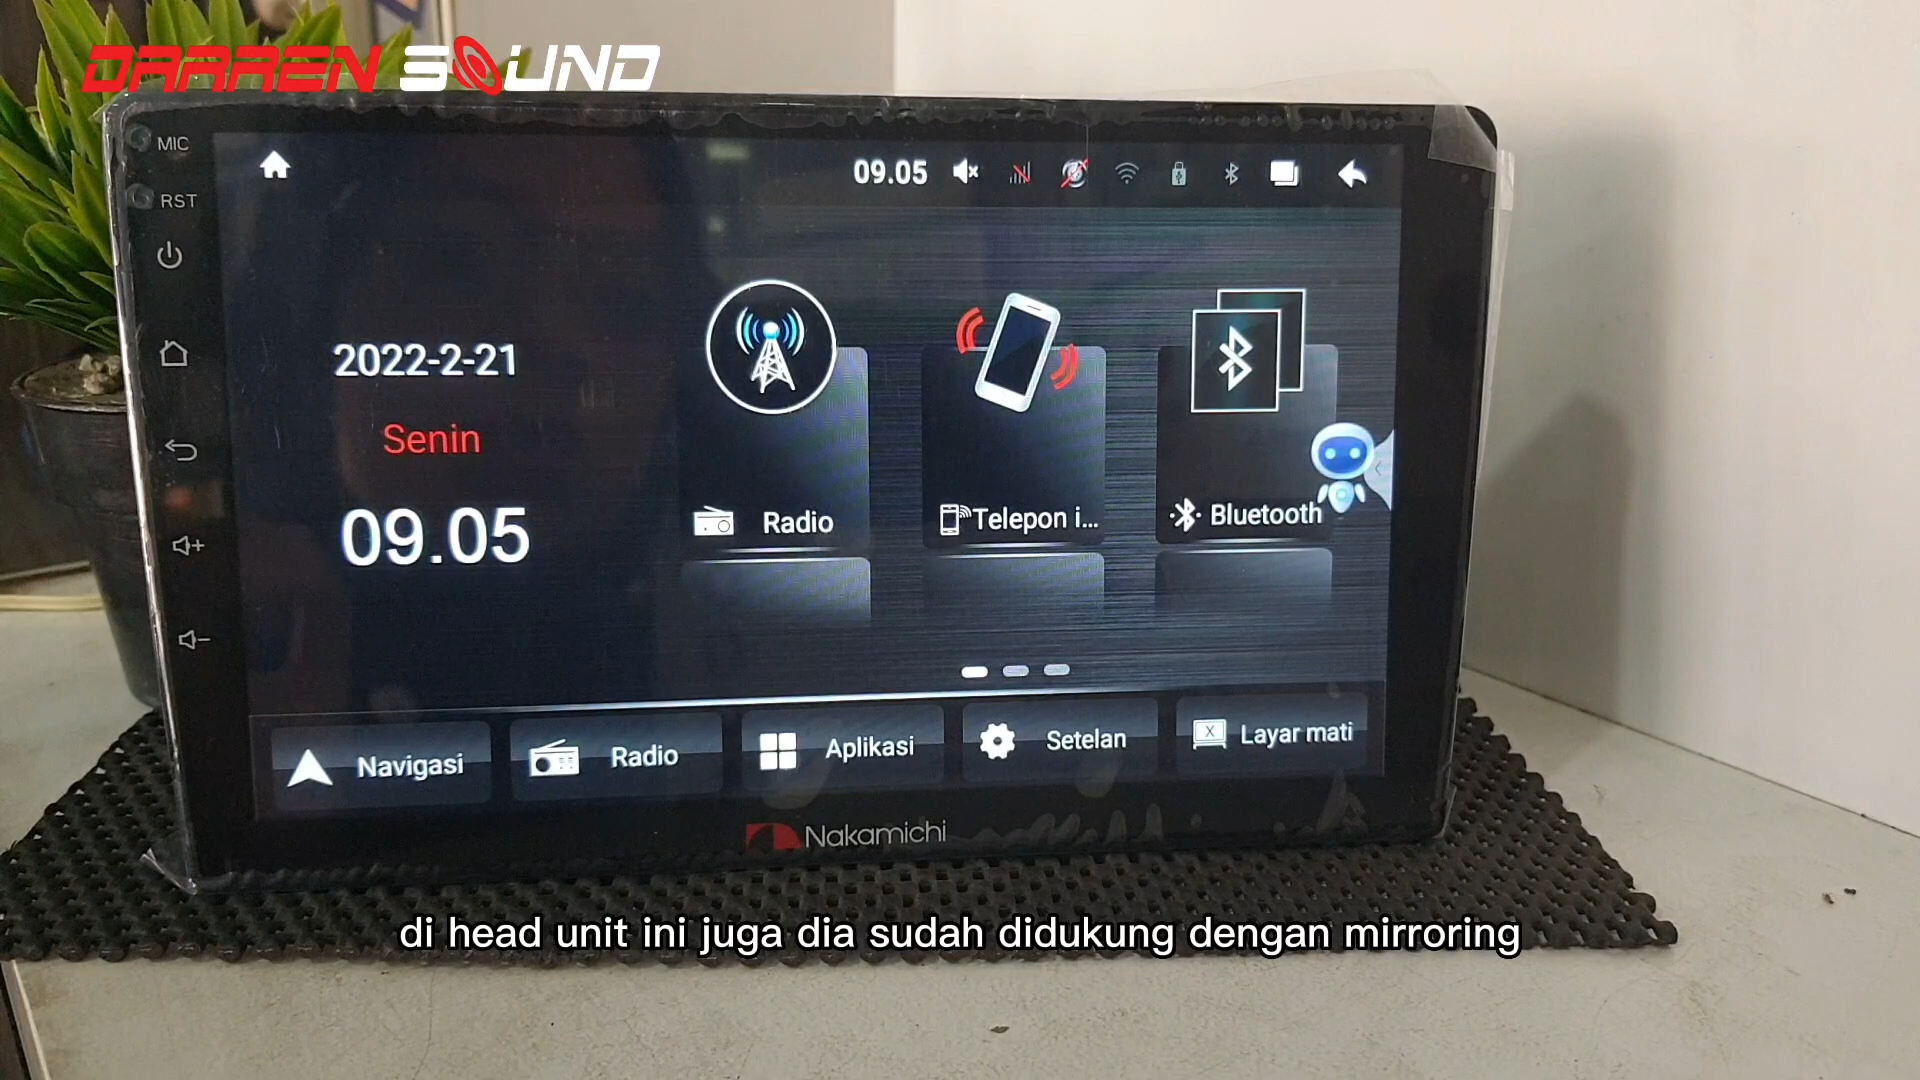 DARREN SOUND
MIC
RST
09.05
2022-2-21
Senin
09.05
Radio
Telepon i...
Bluetooth
Navigasi
Radio
Aplikasi
Setelan
X
Layar mati
Nakamichi
di head unit ini juga dia sudah didukung dengan mirroring